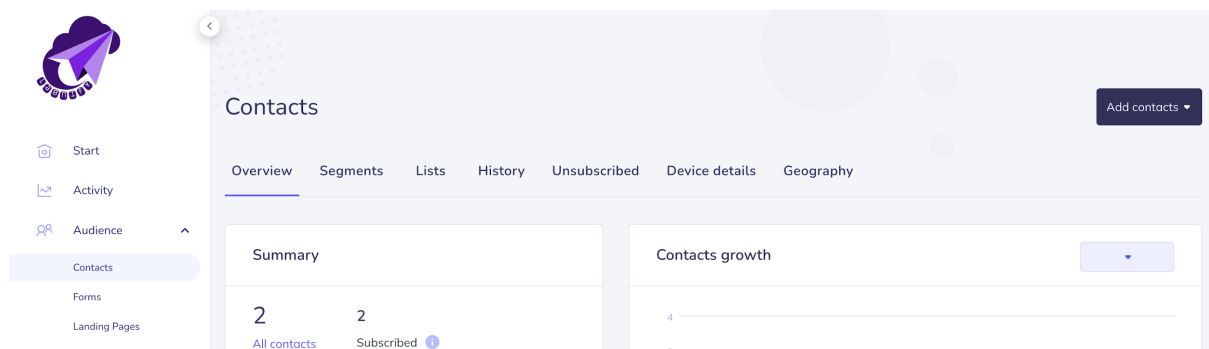 Contacts
Add contacts
Start
Overview Segments Lists History Unsubscribed Device details Geography
Activity
Audience
Summary
Contacts growth
Contacts
Forms
2 2
4
Landing Pages
All contacts Subscribed i